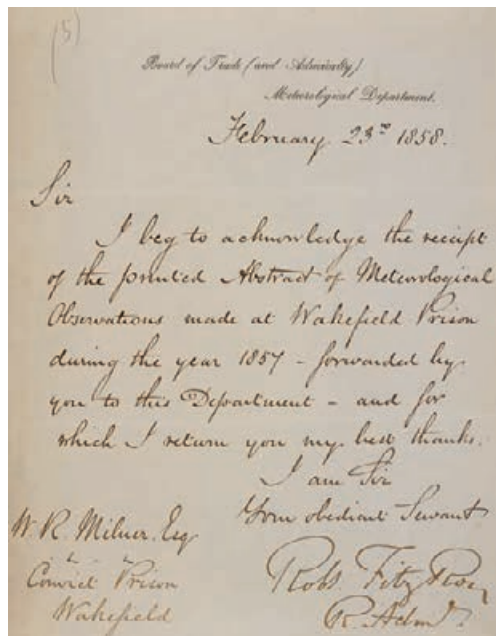 (5)
Board of Trade (and Admiralty)
Meteorological Department.
February 23rd 1858.
Sir
I beg to acknowledge the receipt
of the printed Abstract of Meteorological
Observations made at Wakefield Prison
during the year 1857 - forwarded by
you to this Department - and for
which I return you my best thanks.
I am Sir
Your obedient Servant
Robt FitzRoy
R. Adml.
W. R. Milner. Esq
Convict Prison
Wakefield